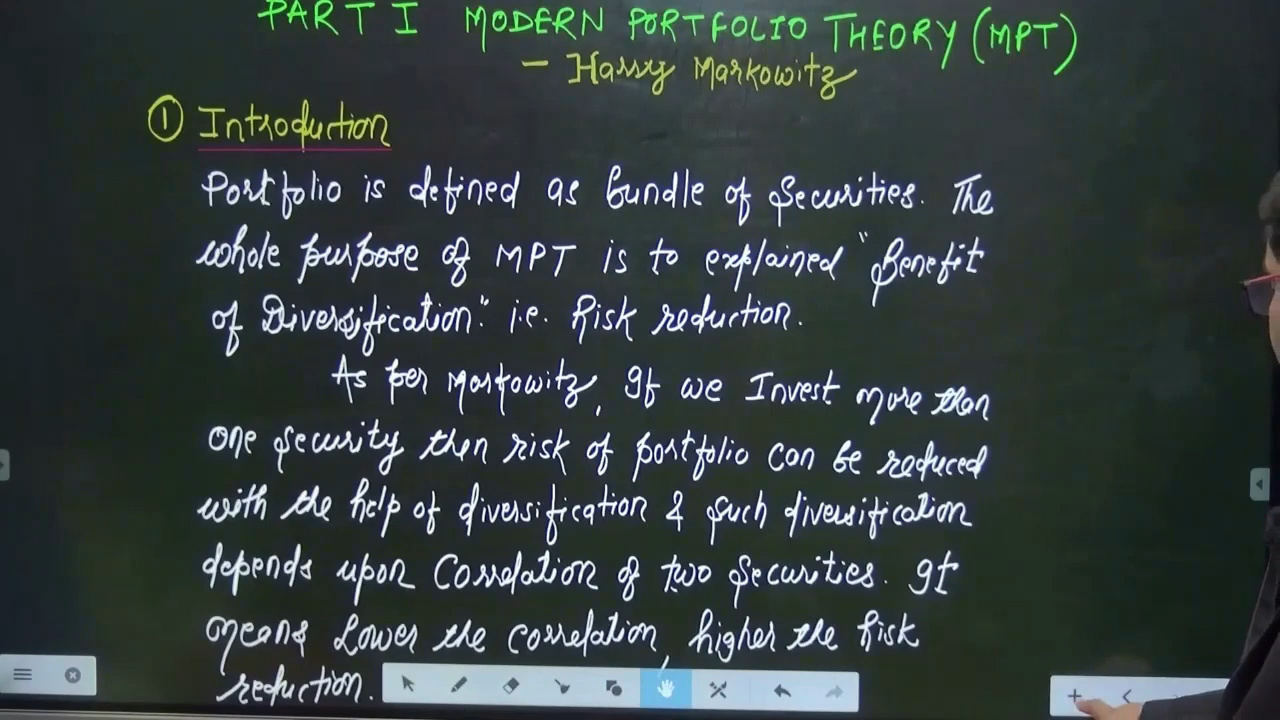 PART I MODERN PORTFOLIO THEORY (MPT)
- Harry Markowitz
① Introduction
Portfolio is defined as bundle of securities. The
whole purpose of MPT is to explained "Benefit
of Diversification." i.e. Risk reduction.
As per Markowitz, If we Invest more than
one security then risk of portfolio can be reduced
with the help of diversification & such diversification
depends upon Correlation of two securities. It
means Lower the correlation, higher the Risk
reduction.